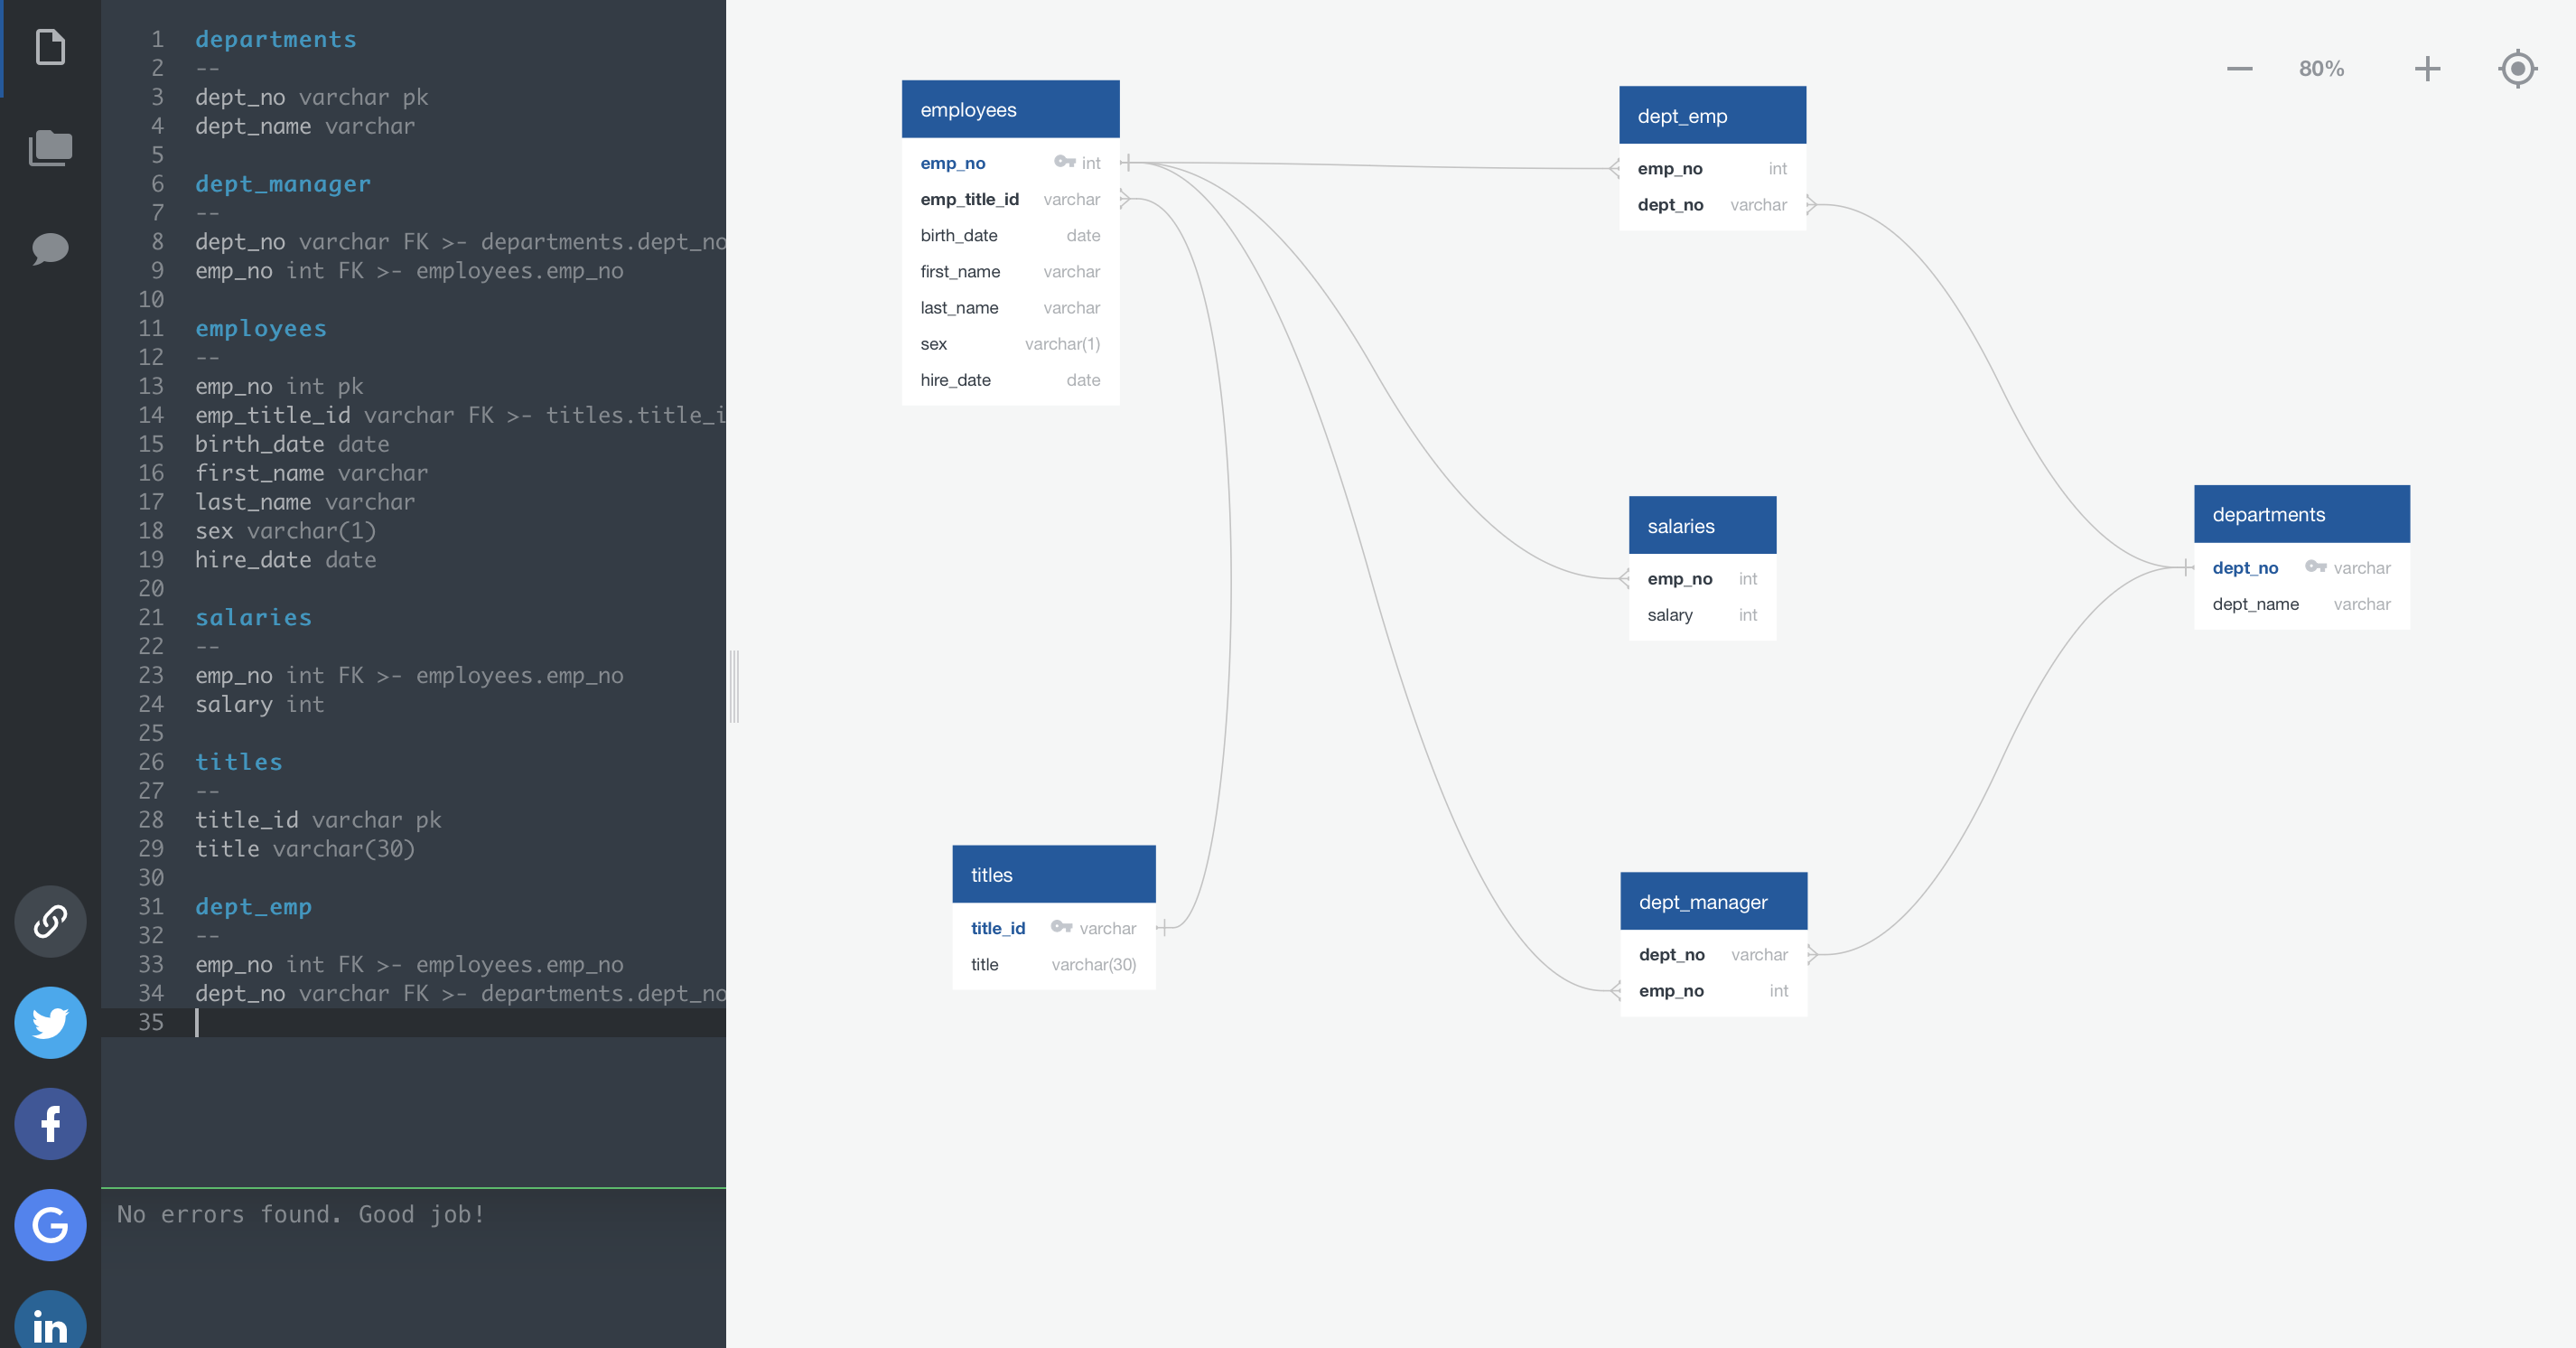 1 departments
2 --
3 dept_no varchar pk
4 dept_name varchar
5
6 dept_manager
7 --
8 dept_no varchar FK >- departments.dept_no
9 emp_no int FK >- employees.emp_no
10
11 employees
12 --
13 emp_no int pk
14 emp_title_id varchar FK >- titles.title_i
15 birth_date date
16 first_name varchar
17 last_name varchar
18 sex varchar(1)
19 hire_date date
20
21 salaries
22 --
23 emp_no int FK >- employees.emp_no
24 salary int
25
26 titles
27 --
28 title_id varchar pk
29 title varchar(30)
30
31 dept_emp
32 --
33 emp_no int FK >- employees.emp_no
34 dept_no varchar FK >- departments.dept_no
35
No errors found. Good job!
f
G
in
80%
employees
emp_no int
emp_title_id varchar
birth_date date
first_name varchar
last_name varchar
sex varchar(1)
hire_date date
dept_emp
emp_no int
dept_no varchar
salaries
emp_no int
salary int
departments
dept_no varchar
dept_name varchar
titles
title_id varchar
title varchar(30)
dept_manager
dept_no varchar
emp_no int